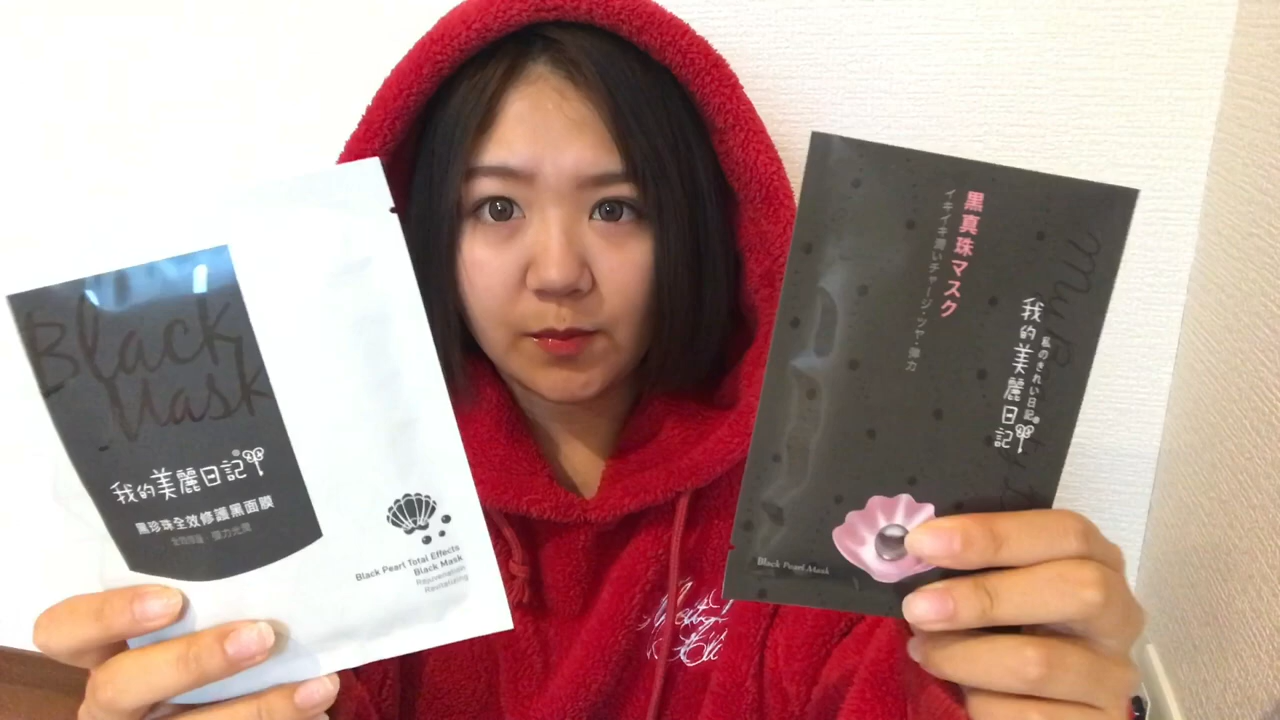 Black
Mask
我的美麗日記
黑珍珠全效修護黑面膜
Black Pearl Total Effects
Black Mask
Rejuvenation
Revitalizing
黒真珠マスク
イキイキ潤いチャージ・ツヤ・弾力
我的美麗日記
私のきれい日記
Black Pearl Mask